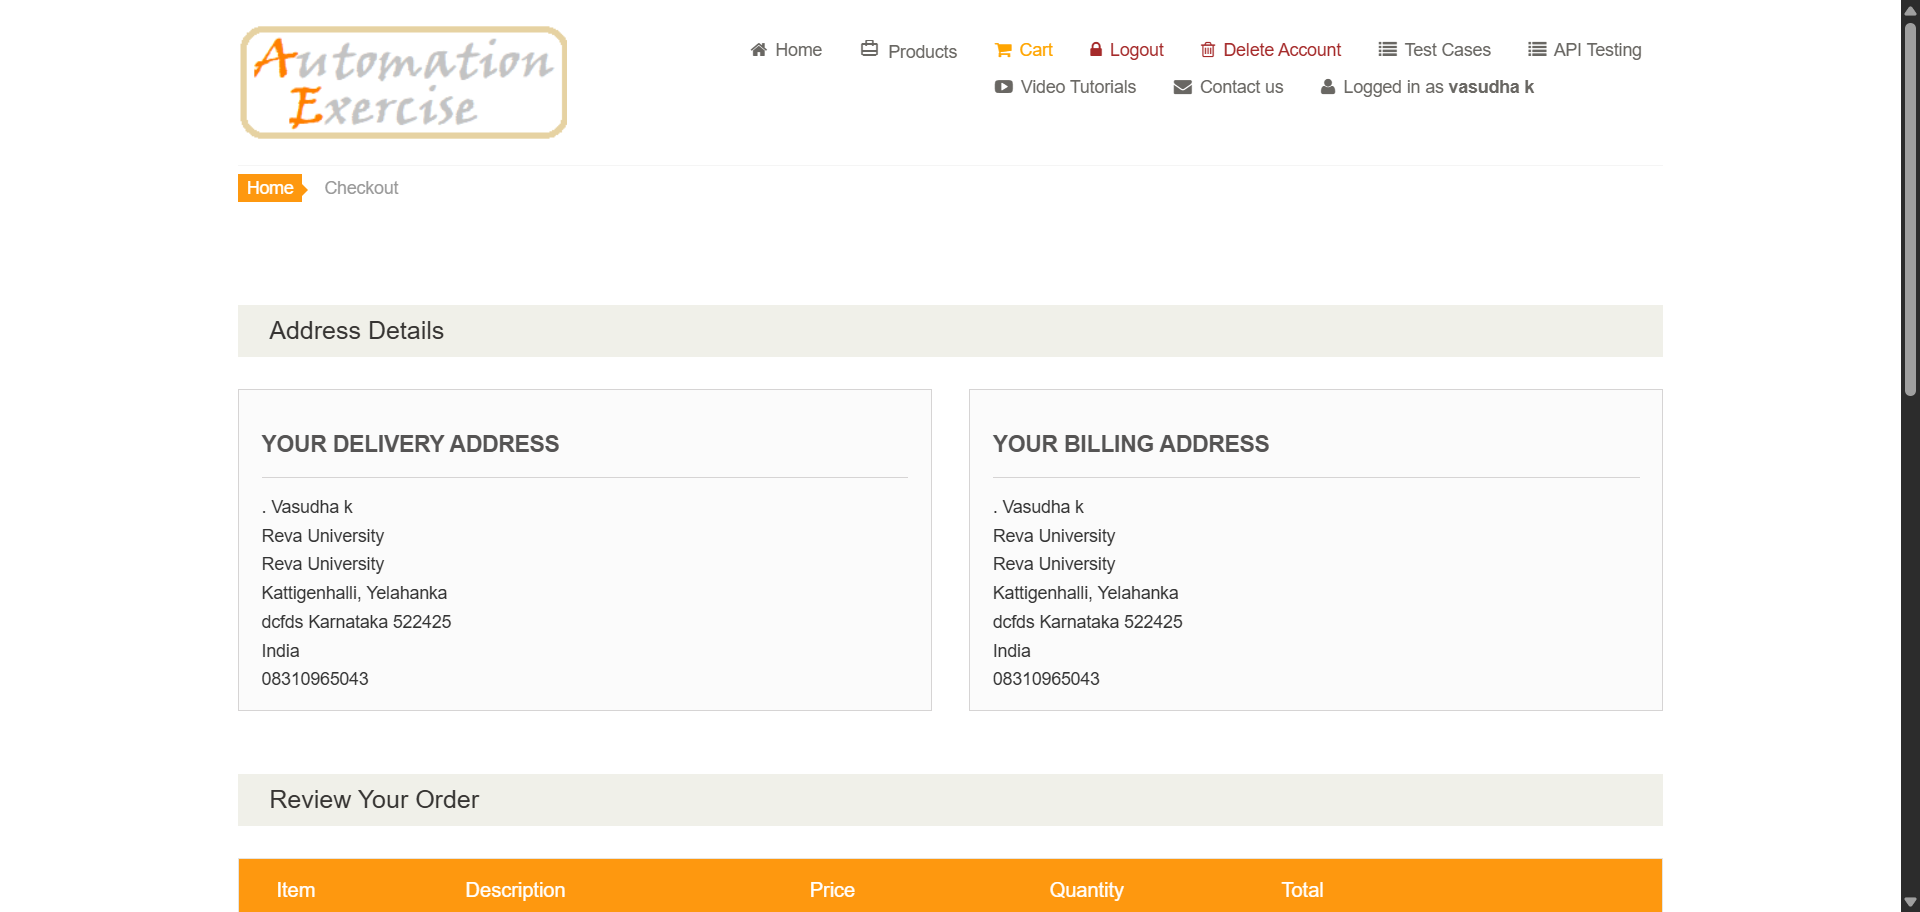 Automation
Exercise
Home Products Cart Logout Delete Account Test Cases API Testing
Video Tutorials Contact us Logged in as vasudha k
Home Checkout
Address Details
YOUR DELIVERY ADDRESS
. Vasudha k
Reva University
Reva University
Kattigenhalli, Yelahanka
dcfds Karnataka 522425
India
08310965043
YOUR BILLING ADDRESS
. Vasudha k
Reva University
Reva University
Kattigenhalli, Yelahanka
dcfds Karnataka 522425
India
08310965043
Review Your Order
Item Description Price Quantity Total